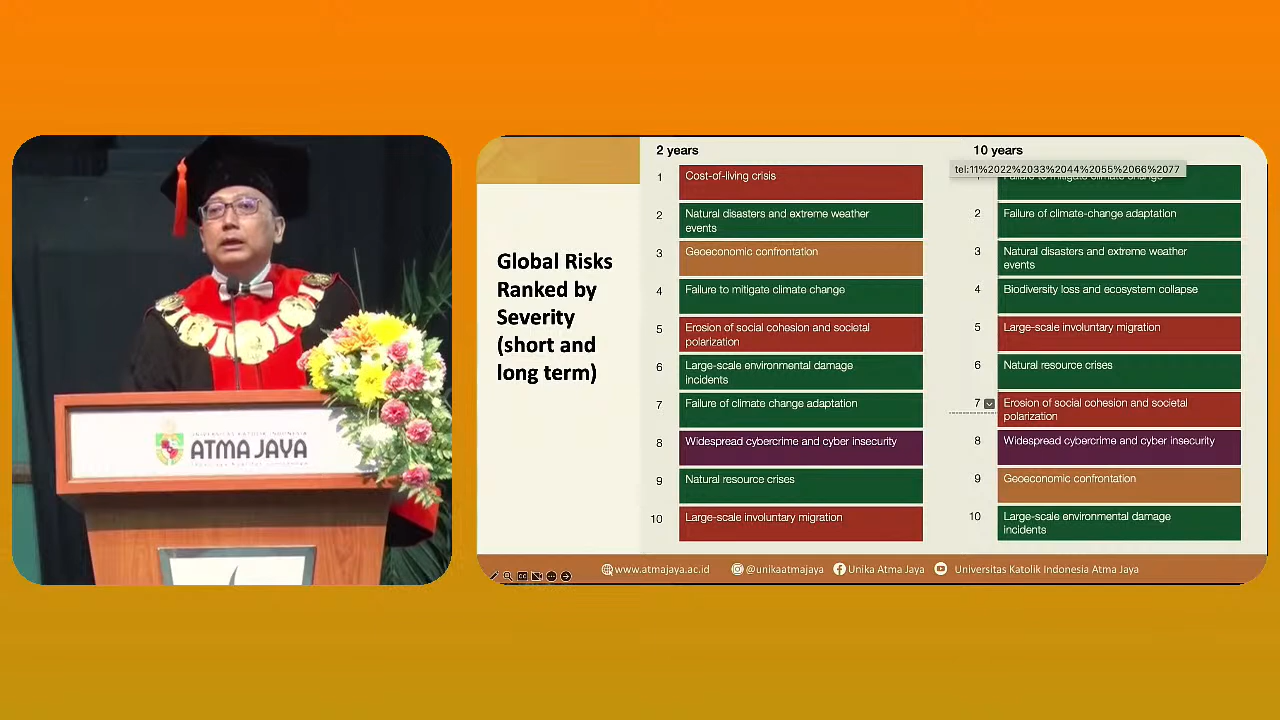 UNIVERSITAS KATOLIK INDONESIA
ATMA JAYA
Global Risks
Ranked by
Severity
(short and
long term)
2 years
1 Cost-of-living crisis
2 Natural disasters and extreme weather
events
3 Geoeconomic confrontation
4 Failure to mitigate climate change
5 Erosion of social cohesion and societal
polarization
6 Large-scale environmental damage
incidents
7 Failure of climate change adaptation
8 Widespread cybercrime and cyber insecurity
9 Natural resource crises
10 Large-scale involuntary migration
10 years
tel:11%2022%2033%2044%2055%2066%2077
Failure to mitigate climate change
2 Failure of climate-change adaptation
3 Natural disasters and extreme weather
events
4 Biodiversity loss and ecosystem collapse
5 Large-scale involuntary migration
6 Natural resource crises
7 Erosion of social cohesion and societal
polarization
8 Widespread cybercrime and cyber insecurity
9 Geoeconomic confrontation
10 Large-scale environmental damage
incidents
www.atmajaya.ac.id @unikaatmajaya Unika Atma Jaya Universitas Katolik Indonesia Atma Jaya